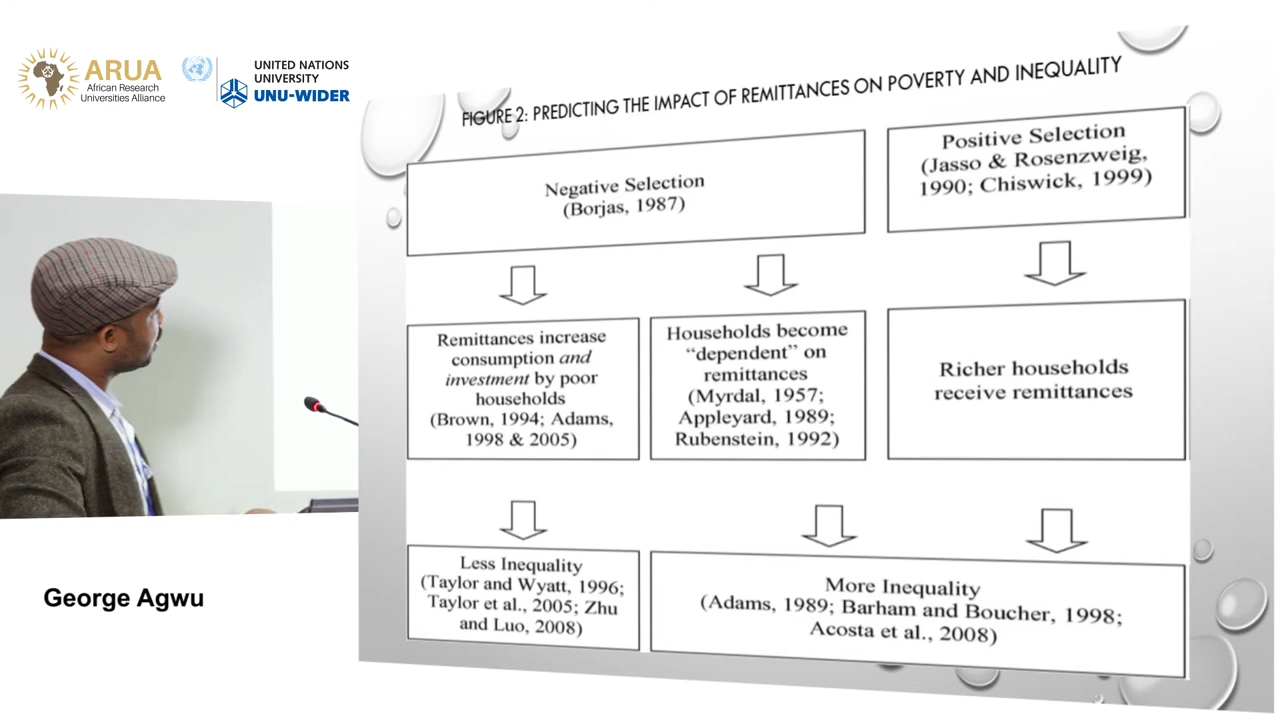 ARUA
African Research
Universities Alliance
UNITED NATIONS
UNIVERSITY
UNU-WIDER
FIGURE 2: PREDICTING THE IMPACT OF REMITTANCES ON POVERTY AND INEQUALITY
Negative Selection
(Borjas, 1987)
Positive Selection
(Jasso & Rosenzweig,
1990; Chiswick, 1999)
Remittances increase
consumption and
investment by poor
households
(Brown, 1994; Adams,
1998 & 2005)
Households become
“dependent” on
remittances
(Myrdal, 1957;
Appleyard, 1989;
Rubenstein, 1992)
Richer households
receive remittances
Less Inequality
(Taylor and Wyatt, 1996;
Taylor et al., 2005; Zhu
and Luo, 2008)
More Inequality
(Adams, 1989; Barham and Boucher, 1998;
Acosta et al., 2008)
George Agwu